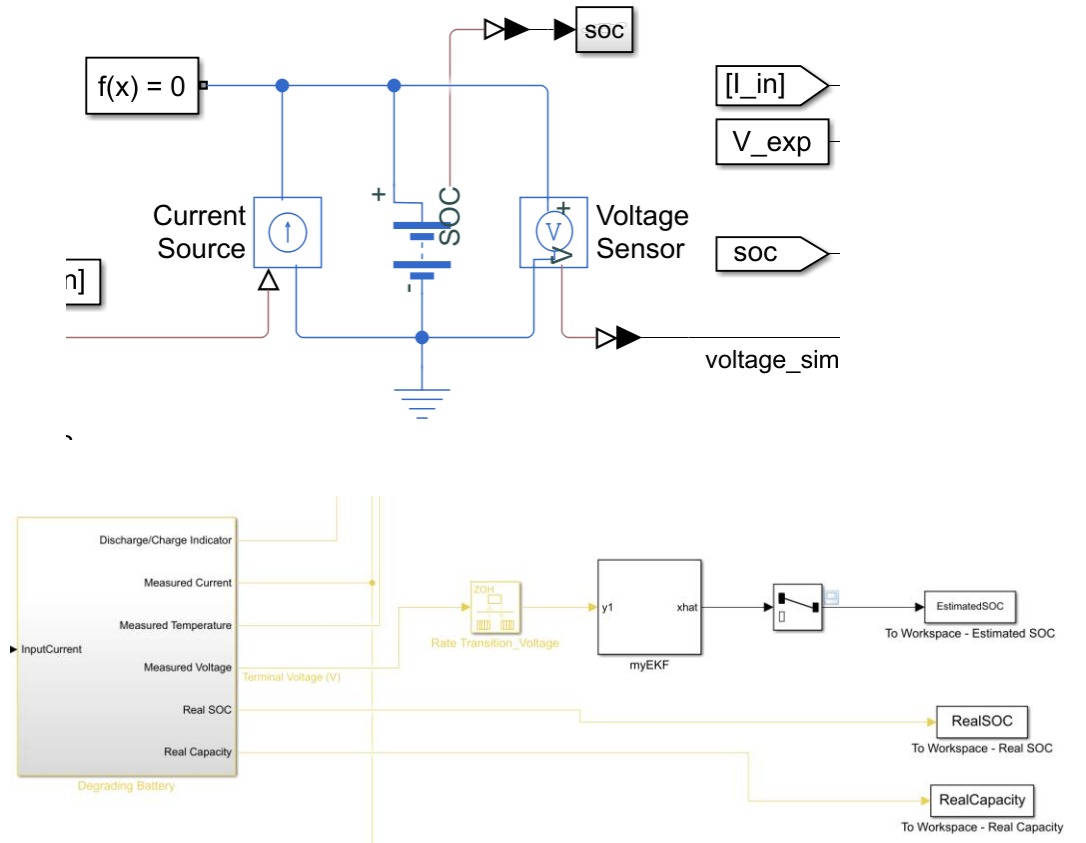 soc
f(x) = 0
[I_in]
V_exp
+
SOC
Current
Source
+
V
Voltage
Sensor
soc
n]
-
voltage_sim
Discharge/Charge Indicator
Measured Current
Measured Temperature
InputCurrent
Measured Voltage
Real SOC
Real Capacity
Degrading Battery
Terminal Voltage (V)
ZOH
Rate Transition_Voltage
y1
xhat
myEKF
EstimatedSOC
To Workspace - Estimated SOC
RealSOC
To Workspace - Real SOC
RealCapacity
To Workspace - Real Capacity